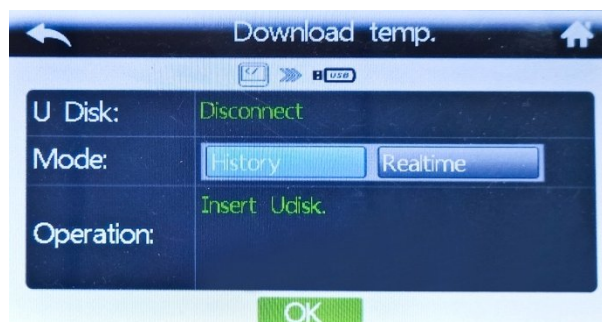 Download temp.
USB
U Disk: Disconnect
Mode: History Realtime
Insert Udisk.
Operation:
OK